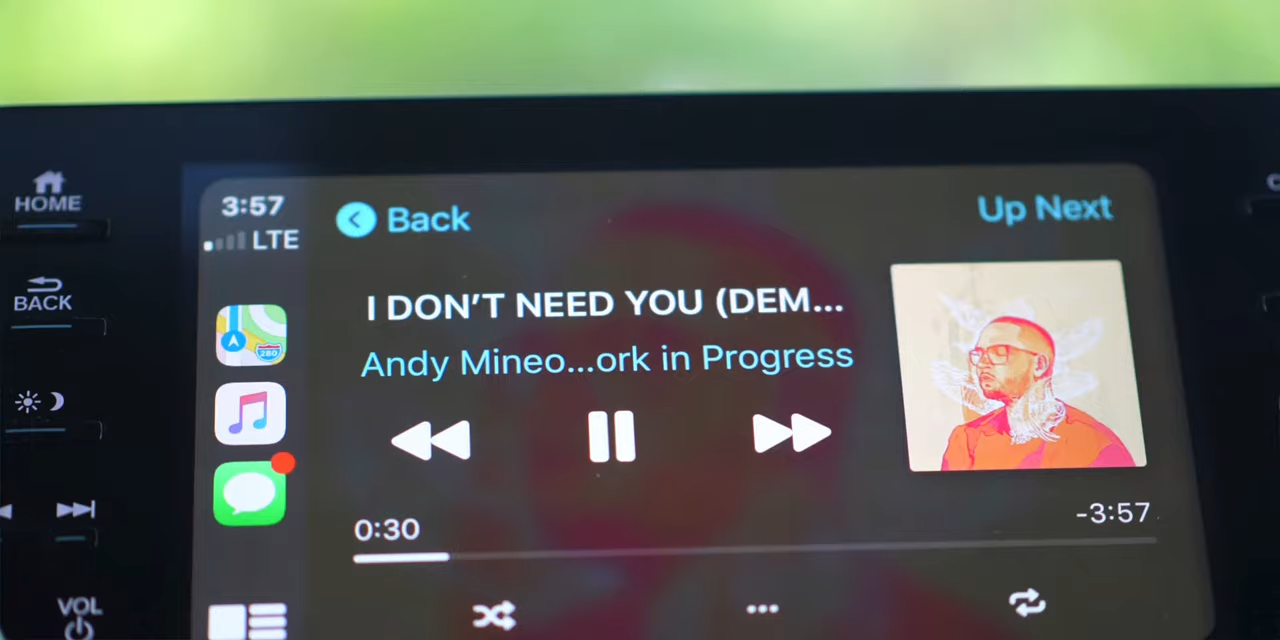 HOME
BACK
VOL
3:57
LTE
280
Back
Up Next
I DON'T NEED YOU (DEM...
Andy Mineo...ork in Progress
0:30
-3:57